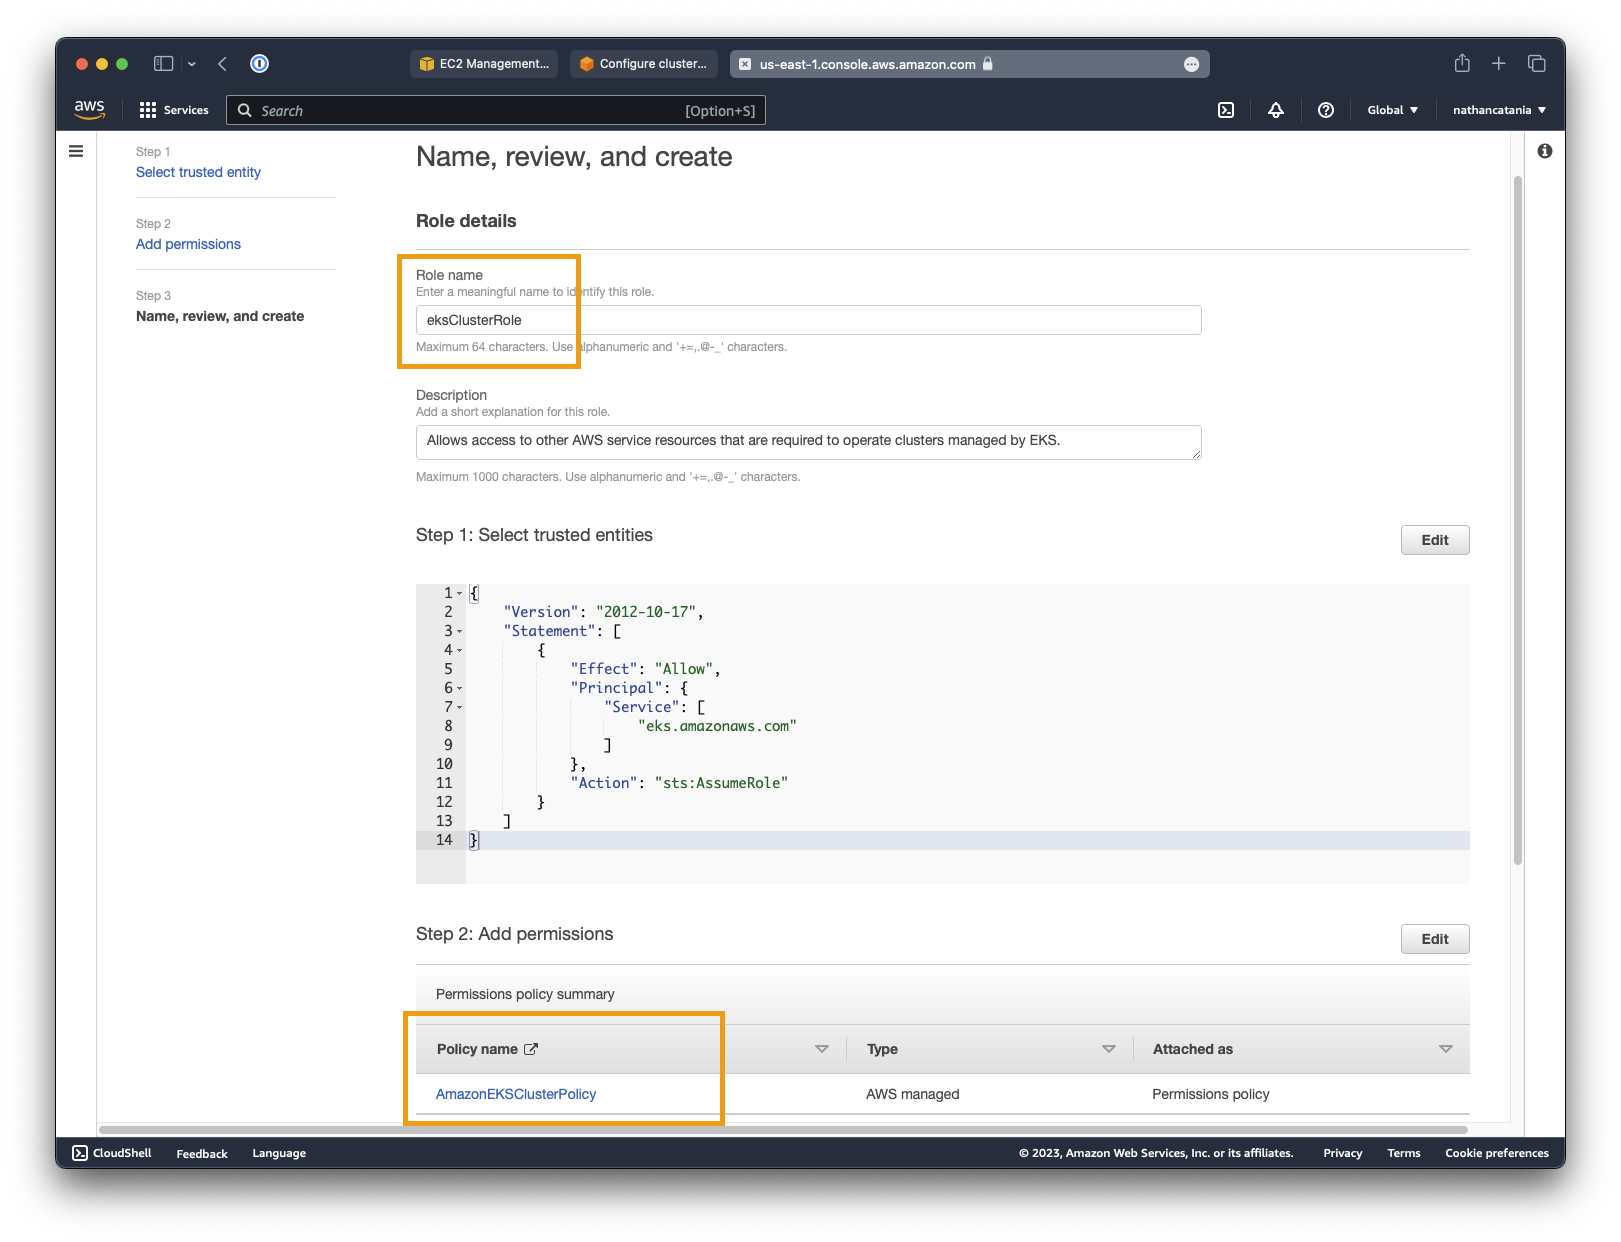 EC2 Management...
Configure cluster...
us-east-1.console.aws.amazon.com
aws
Services
Search
[Option+S]
Global
nathancatania
Step 1
Select trusted entity
Step 2
Add permissions
Step 3
Name, review, and create
Name, review, and create
Role details
Role name
Enter a meaningful name to identify this role.
eksClusterRole
Maximum 64 characters. Use alphanumeric and '+=,.@-_' characters.
Description
Add a short explanation for this role.
Allows access to other AWS service resources that are required to operate clusters managed by EKS.
Maximum 1000 characters. Use alphanumeric and '+=,.@-_' characters.
Step 1: Select trusted entities
Edit
1 {
2 "Version": "2012-10-17",
3 "Statement": [
4 {
5 "Effect": "Allow",
6 "Principal": {
7 "Service": [
8 "eks.amazonaws.com"
9 ]
10 },
11 "Action": "sts:AssumeRole"
12 }
13 ]
14 }
Step 2: Add permissions
Edit
Permissions policy summary
Policy name
Type
Attached as
AmazonEKSClusterPolicy
AWS managed
Permissions policy
CloudShell
Feedback
Language
© 2023, Amazon Web Services, Inc. or its affiliates.
Privacy
Terms
Cookie preferences